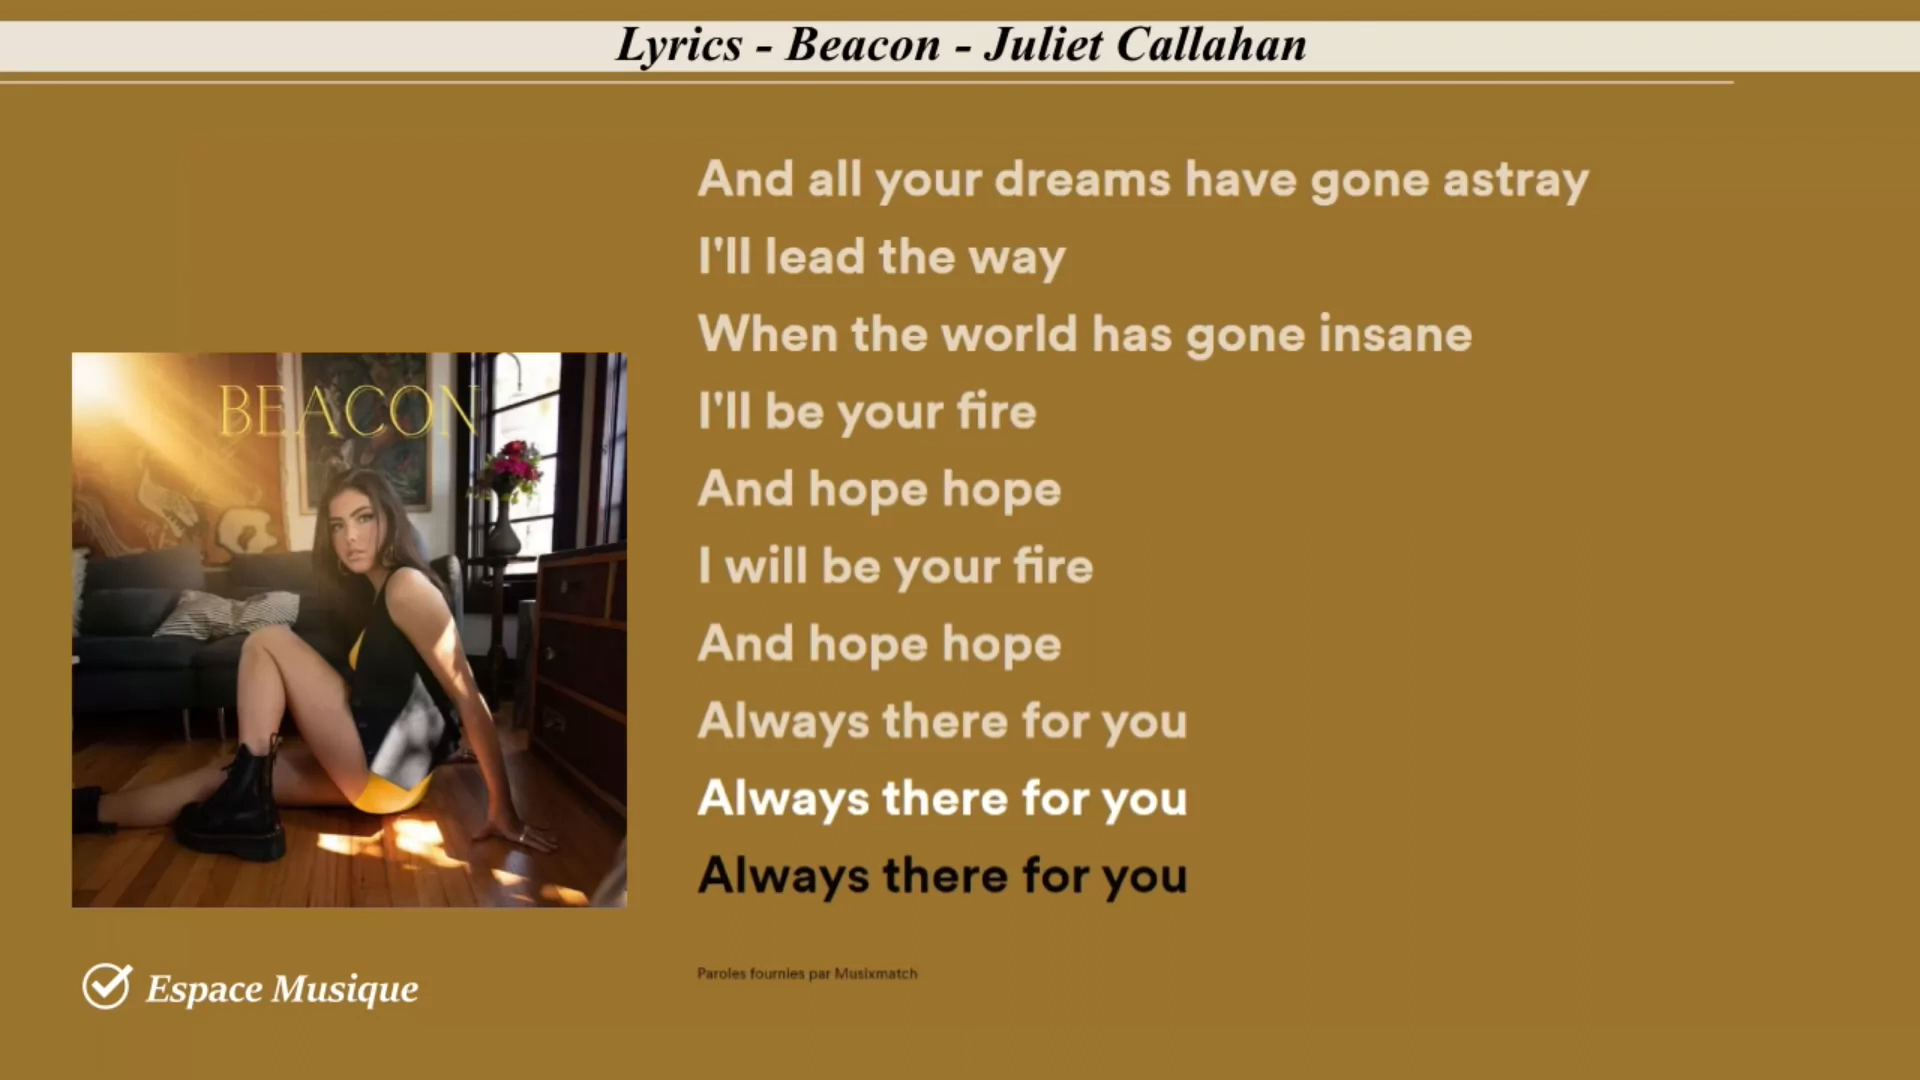 Lyrics - Beacon - Juliet Callahan
And all your dreams have gone astray
I'll lead the way
When the world has gone insane
I'll be your fire
And hope hope
I will be your fire
And hope hope
Always there for you
Always there for you
Always there for you
BEACON
Paroles fournies par Musixmatch
Espace Musique